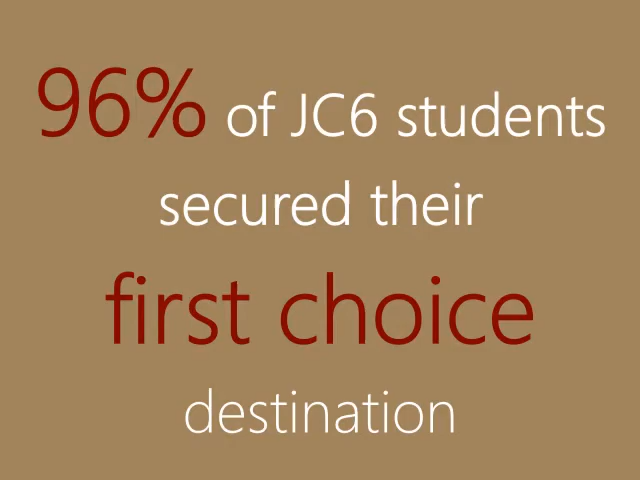 96% of JC6 students
secured their
first choice
destination